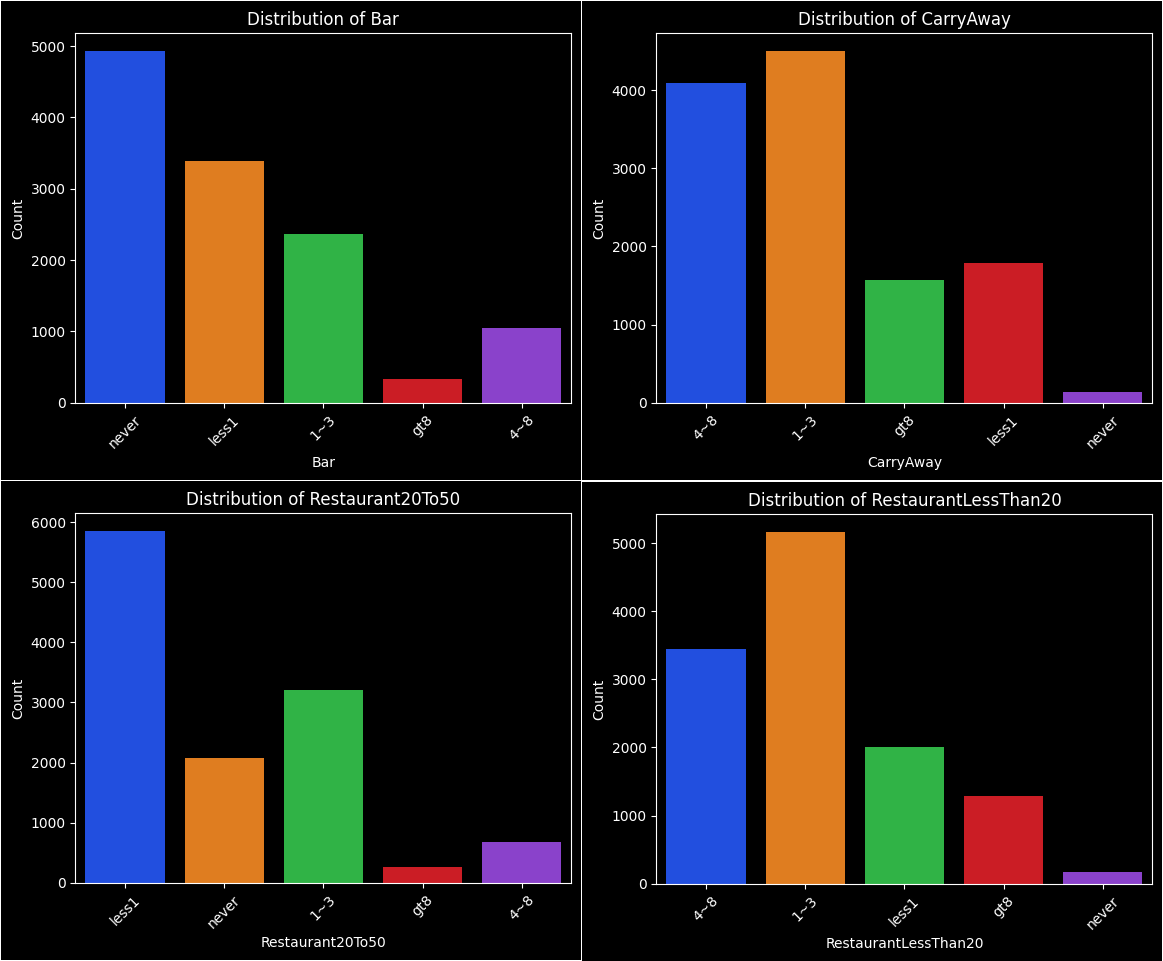 Distribution of Bar
5000
4000
3000
2000
1000
0
Count
never
less1
1~3
gt8
4~8
Bar
Distribution of CarryAway
4000
3000
2000
1000
0
Count
4~8
1~3
gt8
less1
never
CarryAway
Distribution of Restaurant20To50
6000
5000
4000
3000
2000
1000
0
Count
less1
never
1~3
gt8
4~8
Restaurant20To50
Distribution of RestaurantLessThan20
5000
4000
3000
2000
1000
0
Count
4~8
1~3
less1
gt8
never
RestaurantLessThan20